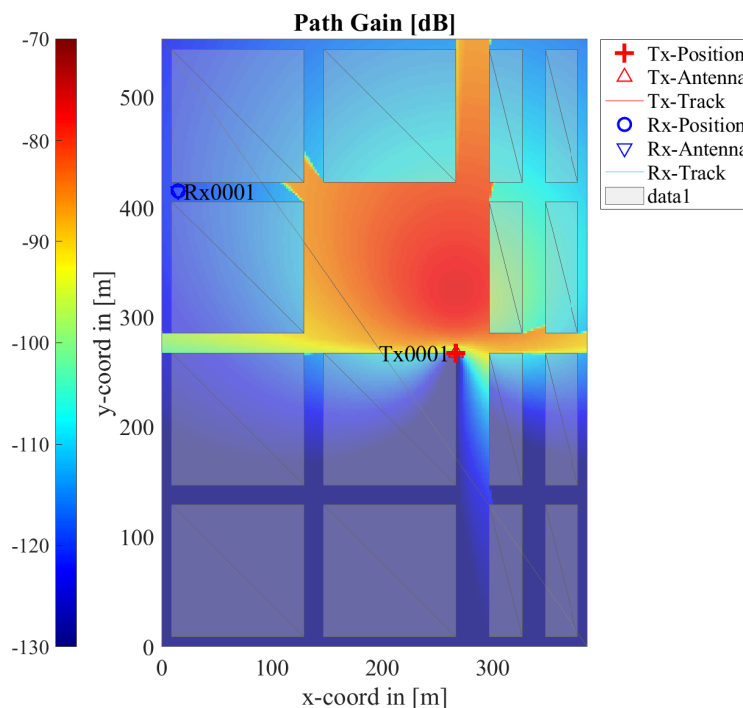 Path Gain [dB]
-70
-80
-90
-100
-110
-120
-130
y-coord in [m]
500
400
300
200
100
0
Rx0001
Tx0001
0
100
200
300
x-coord in [m]
Tx-Position
Tx-Antenna
Tx-Track
Rx-Position
Rx-Antenna
Rx-Track
data1